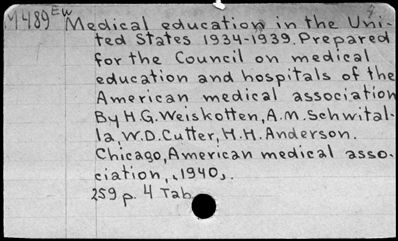 M489Ew Medical education in the Uni-
ted States 1934-1939. Prepared
for the Council on medical
education and hospitals of the
American medical association
By H.G. Weiskotten, A.M. Schwital-
la, W.D. Cutter, H.H. Anderson.
Chicago, American medical asso-
ciation, 1940.
259 p. 4 Tab.